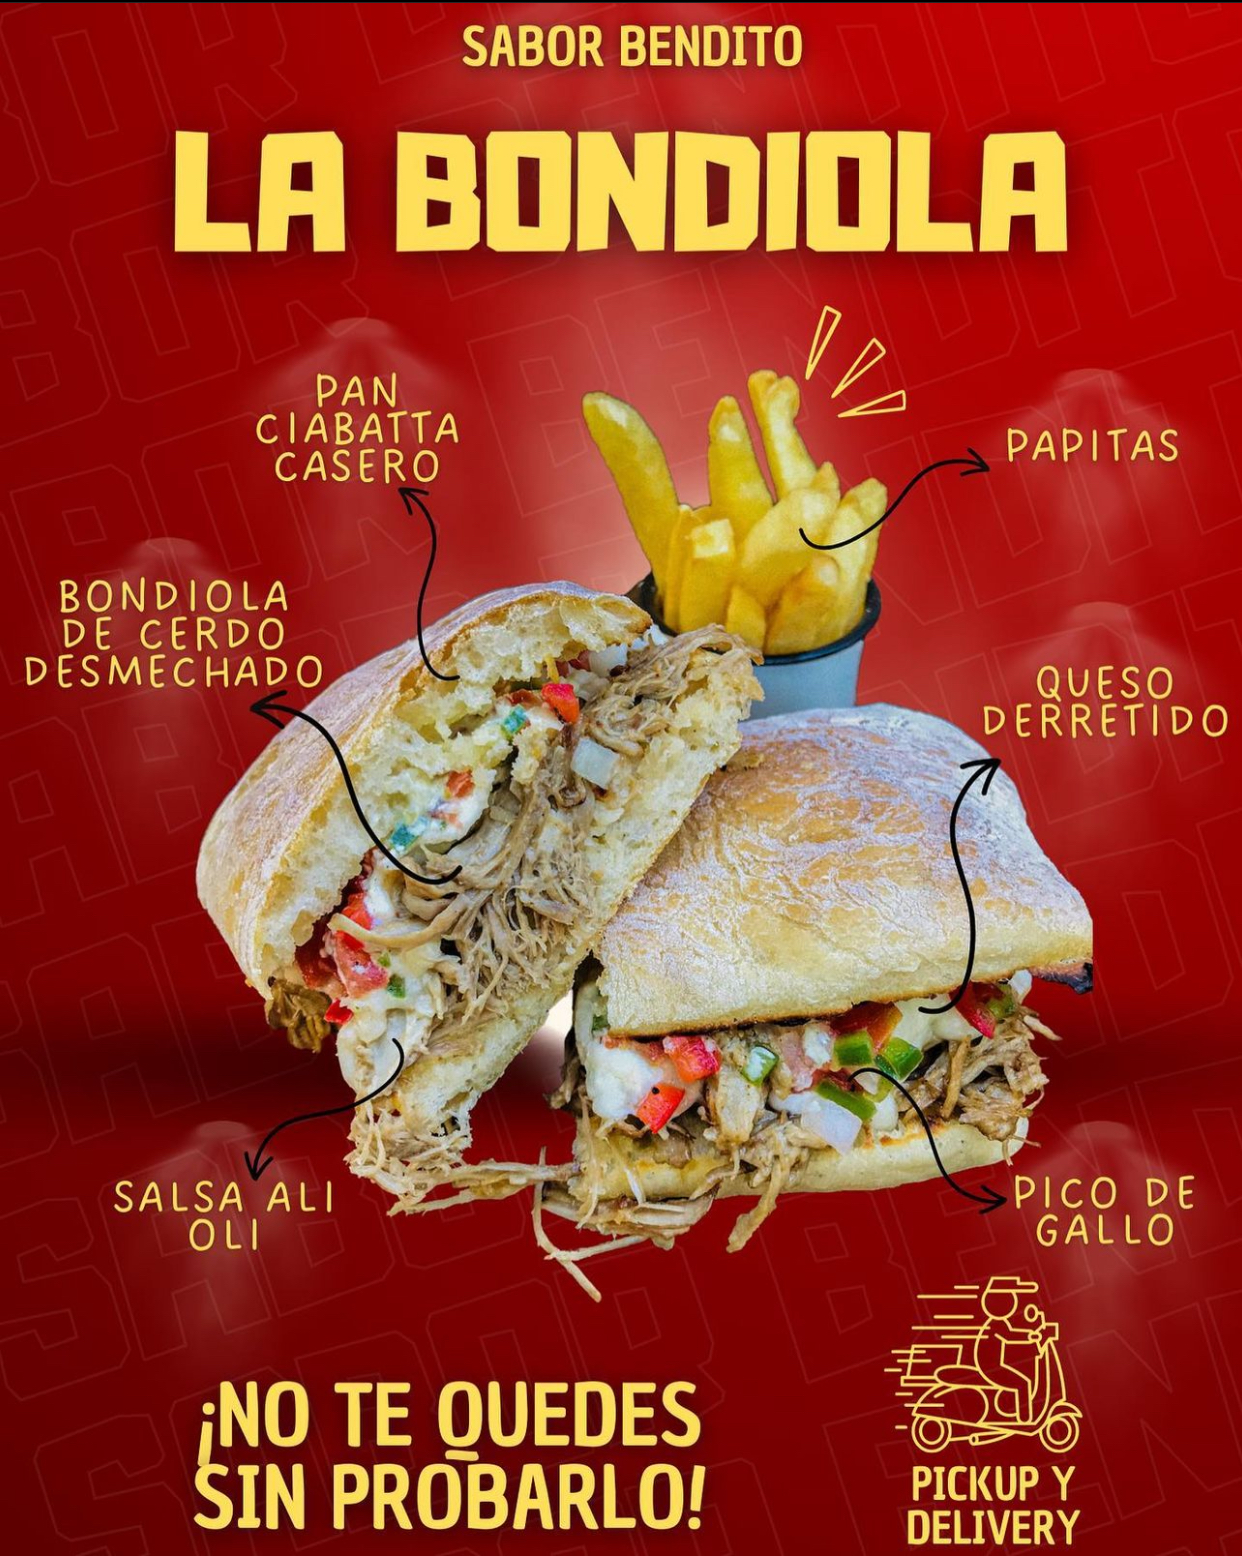 SABOR BENDITO
LA BONDIOLA
PAN
CIABATTA
CASERO
PAPITAS
BONDIOLA
DE CERDO
DESMECHADO
QUESO
DERRETIDO
SALSA ALI
OLI
PICO DE
GALLO
¡NO TE QUEDES
SIN PROBARLO!
PICKUP Y
DELIVERY